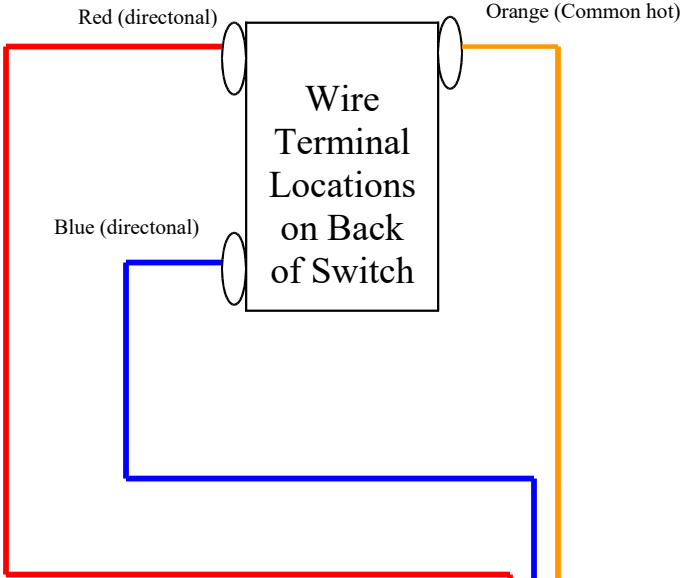 Red (directonal)
Orange (Common hot)
Wire
Terminal
Locations
on Back
of Switch
Blue (directonal)